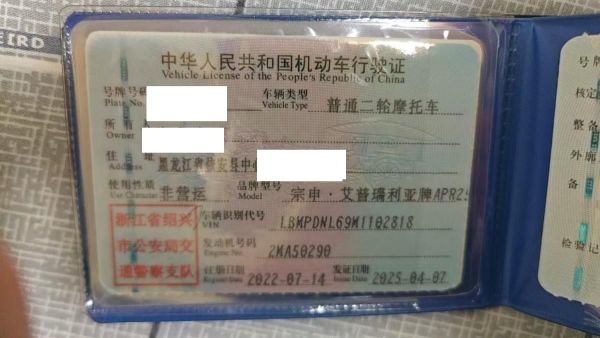 EIRD
中华人民共和国机动车行驶证
Vehicle License of the People's Republic of China
号牌号码
Plate No.
车辆类型
Vehicle Type
普通二轮摩托车
所有人
Owner
住 址
黑龙江省 安县中心
使用性质
Use Character
非营运
品牌型号
Model
宗申·艾普瑞利亚牌APR25
浙江省绍兴
市公安局交
通警察支队
车辆识别代号
VIN
LBMPDNL69M1102818
发动机号码
Engine No.
2MA50290
注册日期
Register Date
2022-07-14
发证日期
Issue Date
2025-04-07
号牌
核定
整备
外廓
备
检验记